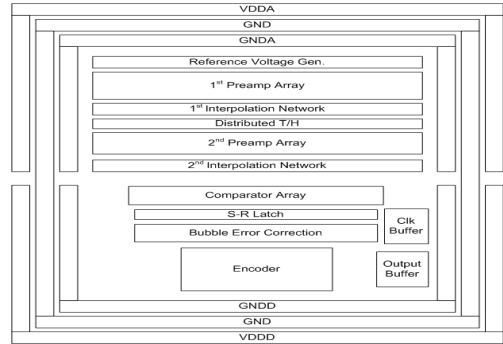 VDDA
GND
GNDA
Reference Voltage Gen.
1st Preamp Array
1st Interpolation Network
Distributed T/H
2nd Preamp Array
2nd Interpolation Network
Comparator Array
S-R Latch
Bubble Error Correction
Clk
Buffer
Encoder
Output
Buffer
GNDD
GND
VDDD